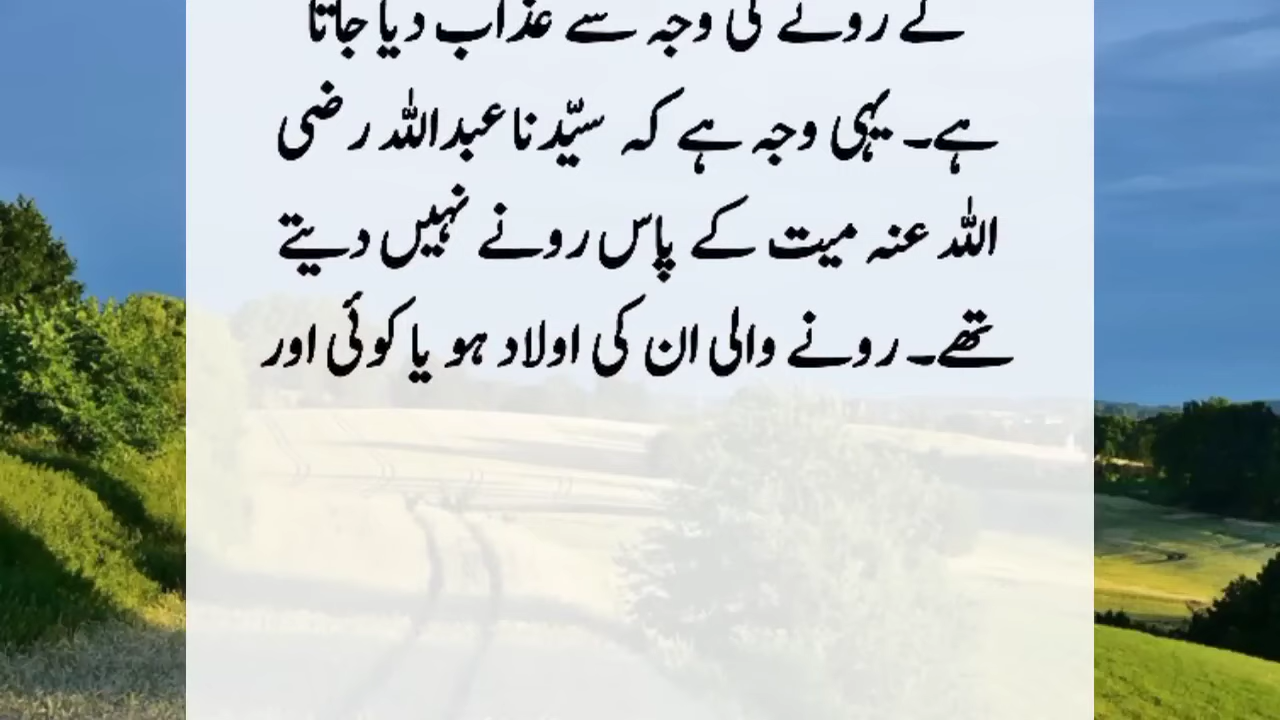 کے رونے کی وجہ سے عذاب دیا جاتا
ہے۔ یہی وجہ ہے کہ سیّدنا عبداللہ رضی
اللہ عنہ میت کے پاس رونے نہیں دیتے
تھے۔ رونے والی ان کی اولاد ہو یا کوئی اور